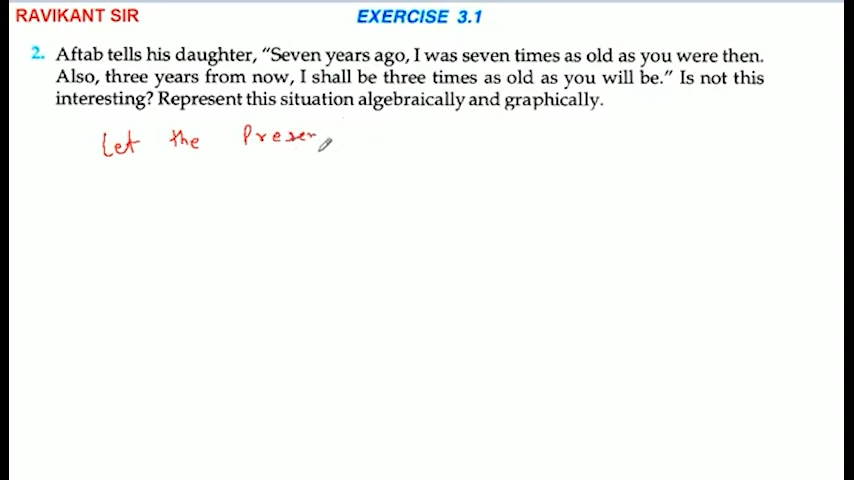 RAVIKANT SIR
EXERCISE 3.1
2. Aftab tells his daughter, “Seven years ago, I was seven times as old as you were then.
Also, three years from now, I shall be three times as old as you will be.” Is not this
interesting? Represent this situation algebraically and graphically.
Let the Presen